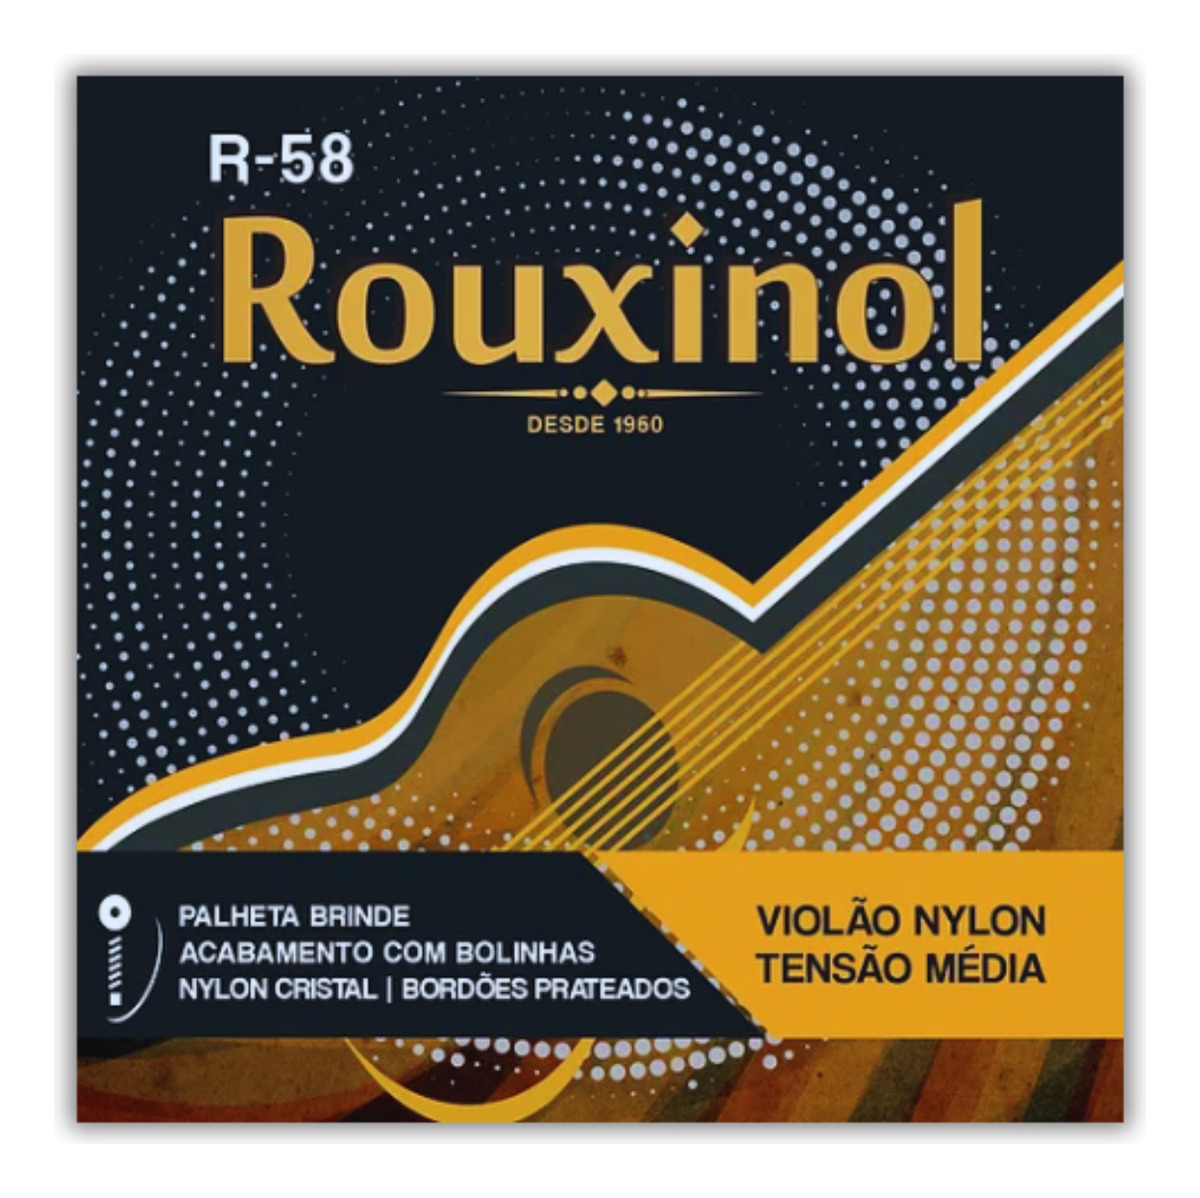 R-58
Rouxinol
DESDE 1960
PALHETA BRINDE
ACABAMENTO COM BOLINHAS
NYLON CRISTAL | BORDÕES PRATEADOS
VIOLÃO NYLON
TENSÃO MÉDIA